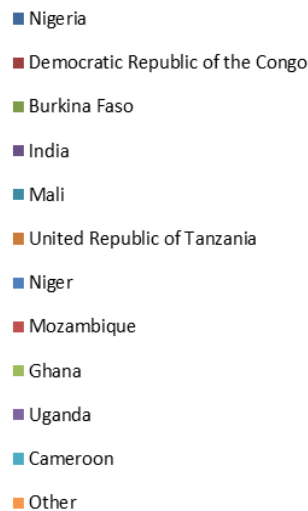 Nigeria
Democratic Republic of the Congo
Burkina Faso
India
Mali
United Republic of Tanzania
Niger
Mozambique
Ghana
Uganda
Cameroon
Other